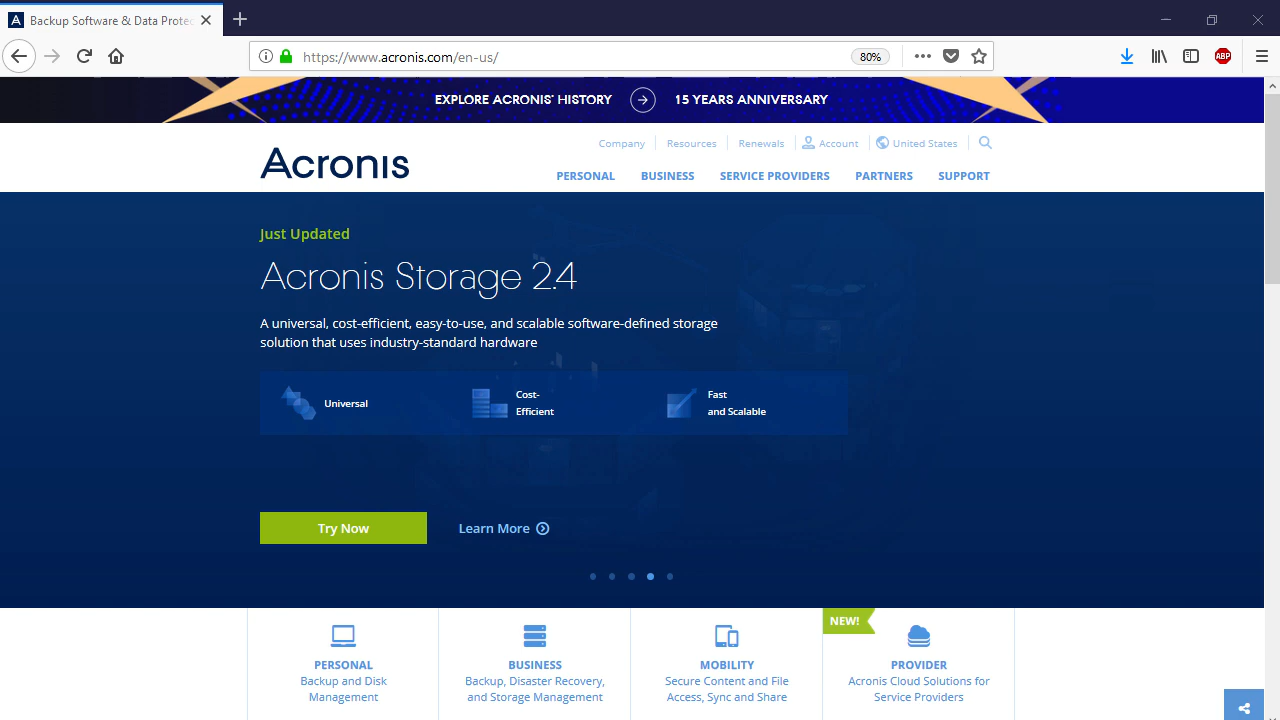 Backup Software & Data Protec
https://www.acronis.com/en-us/
80%
ABP
EXPLORE ACRONIS' HISTORY
15 YEARS ANNIVERSARY
Company
Resources
Renewals
Account
United States
Acronis
PERSONAL
BUSINESS
SERVICE PROVIDERS
PARTNERS
SUPPORT
Just Updated
Acronis Storage 2.4
A universal, cost-efficient, easy-to-use, and scalable software-defined storage
solution that uses industry-standard hardware
Universal
Cost-
Efficient
Fast
and Scalable
Try Now
Learn More
PERSONAL
Backup and Disk
Management
BUSINESS
Backup, Disaster Recovery,
and Storage Management
MOBILITY
Secure Content and File
Access, Sync and Share
NEW!
PROVIDER
Acronis Cloud Solutions for
Service Providers